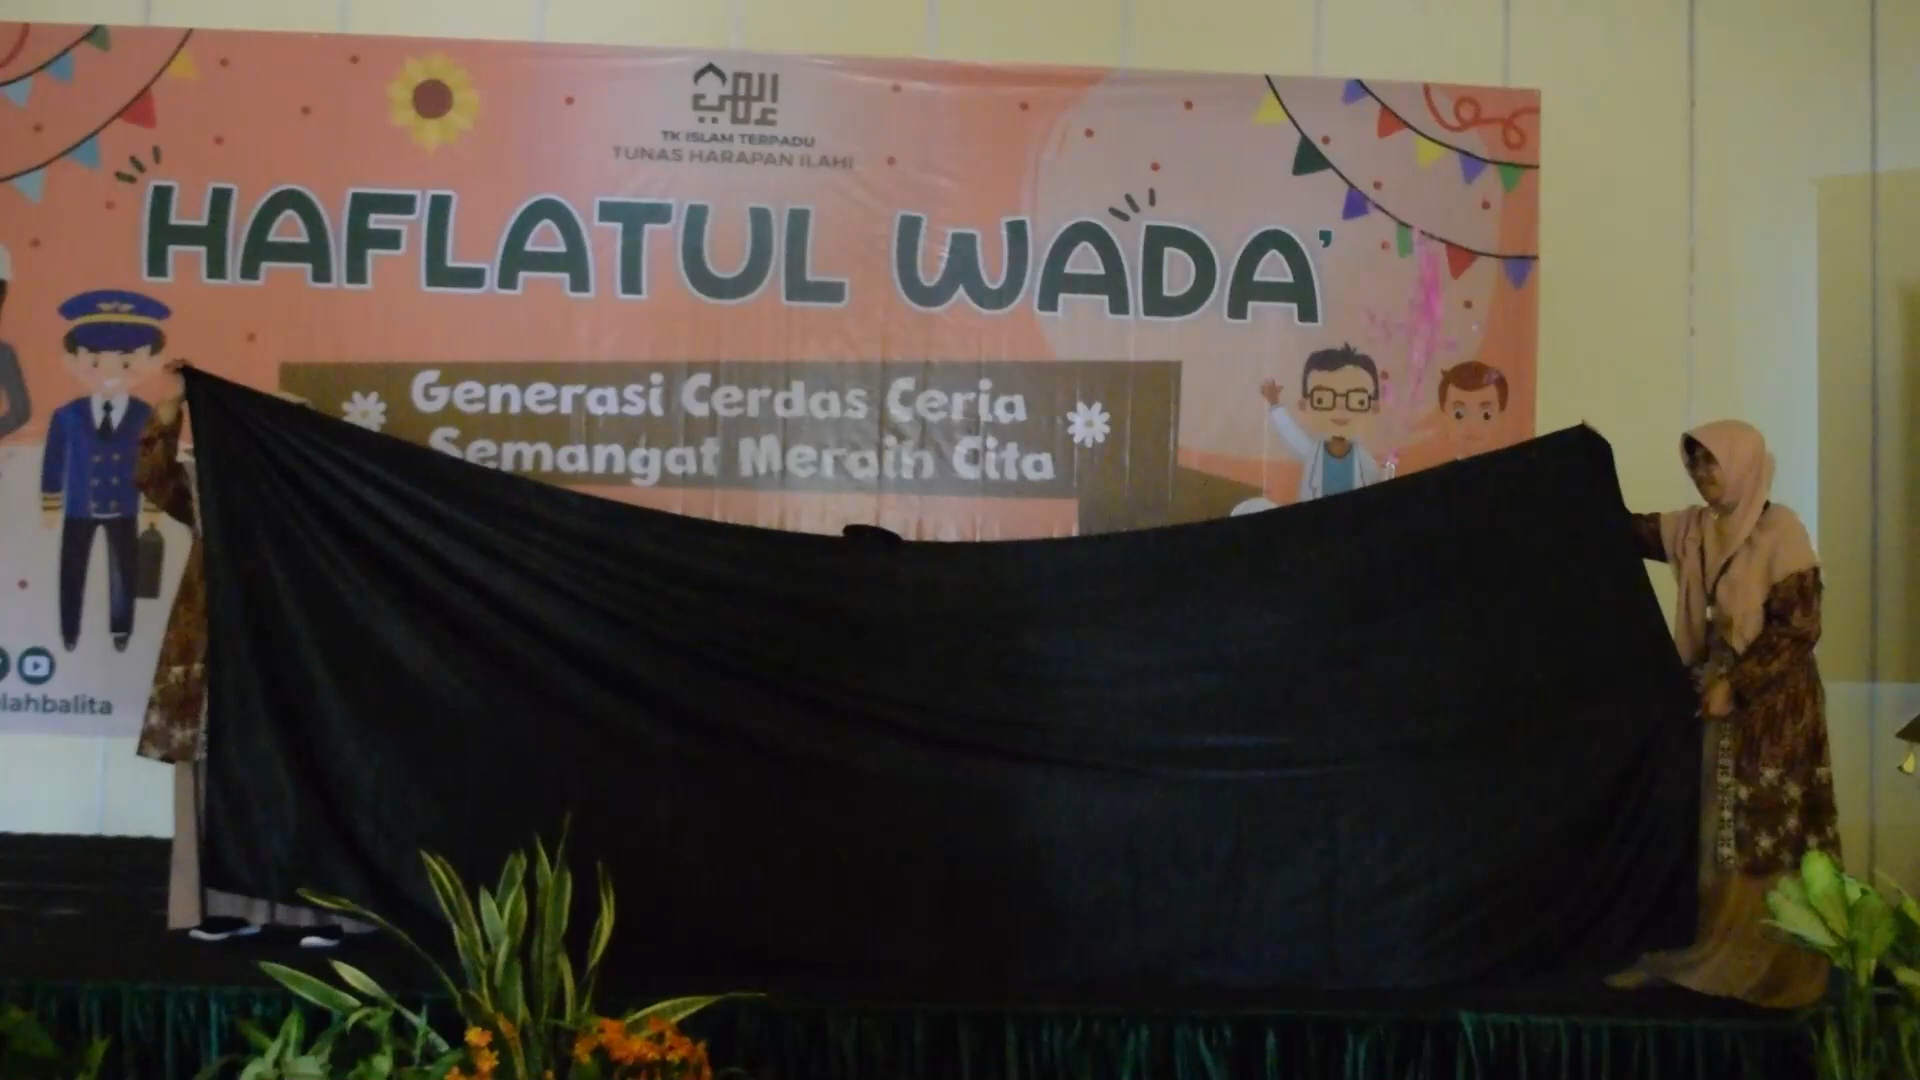 TK ISLAM TERPADU
TUNAS HARAPAN ILAHI
HAFLATUL WADA'
Generasi Cerdas Ceria
Semangat Meraih Cita